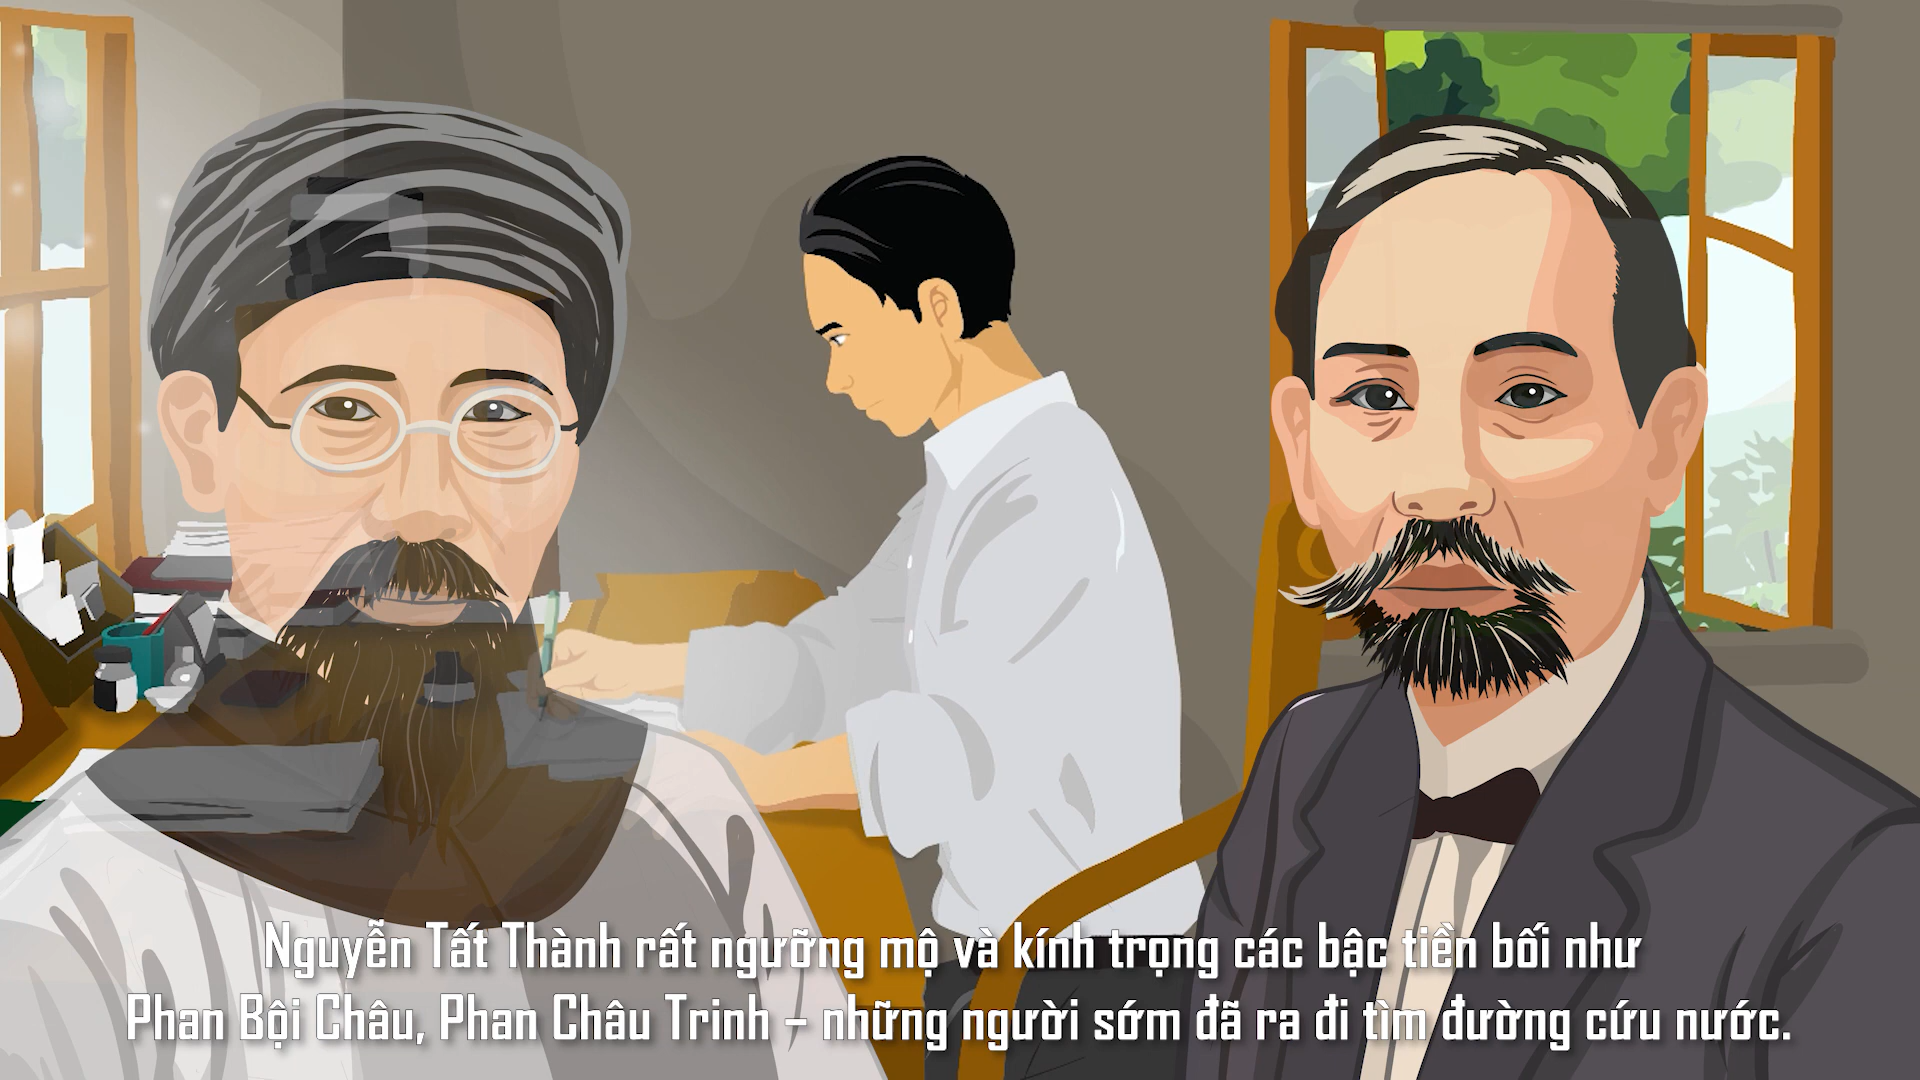 Nguyễn Tất Thành rất ngưỡng mộ và kính trọng các bậc tiền bối như
Phan Bội Châu, Phan Châu Trinh – những người sớm đã ra đi tìm đường cứu nước.